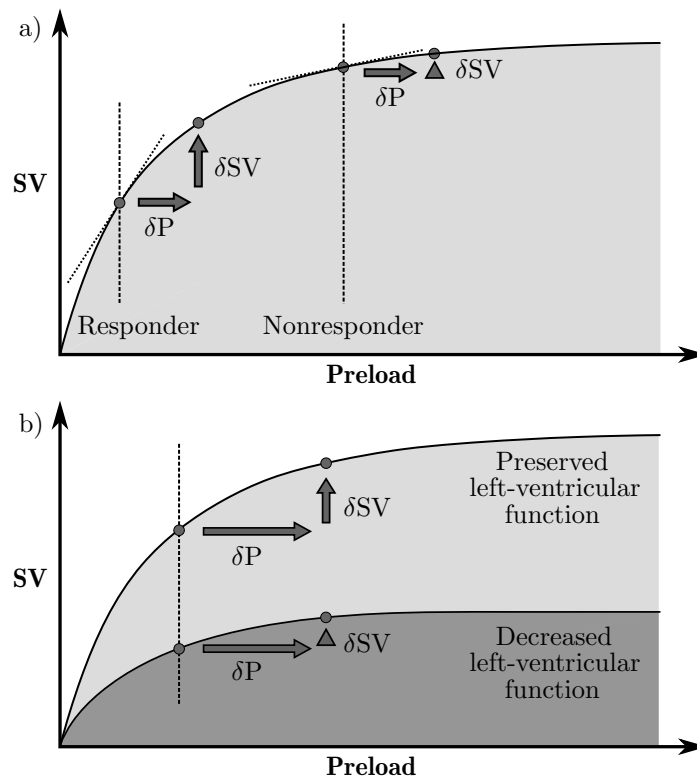 a)
δSV
δP
δSV
SV
δP
Responder
Nonresponder
Preload
b)
Preserved
left-ventricular
function
δSV
δP
SV
Decreased
left-ventricular
function
δSV
δP
Preload